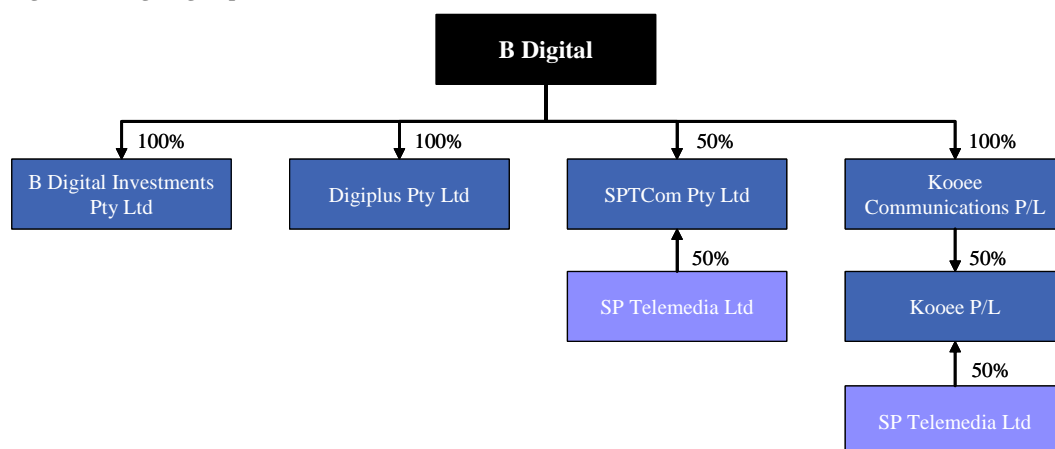 B Digital
100%
100%
50%
100%
B Digital Investments
Pty Ltd
Digiplus Pty Ltd
SPTCom Pty Ltd
Kooee
Communications P/L
50%
50%
SP Telemedia Ltd
Kooee P/L
50%
SP Telemedia Ltd